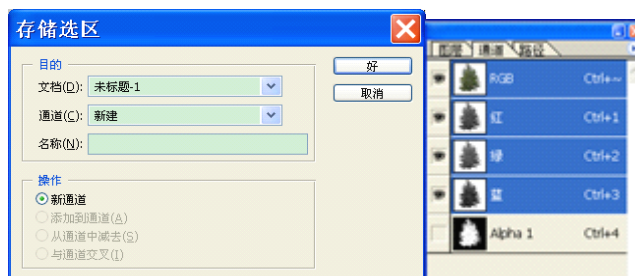 存储选区
目的
文档(D): 未标题-1
通道(C): 新建
名称(N):
操作
新通道
添加到通道(A)
从通道中减去(S)
与通道交叉(I)
好
取消
图层 通道 路径
RGB Ctrl+~
红 Ctrl+1
绿 Ctrl+2
蓝 Ctrl+3
Alpha 1 Ctrl+4